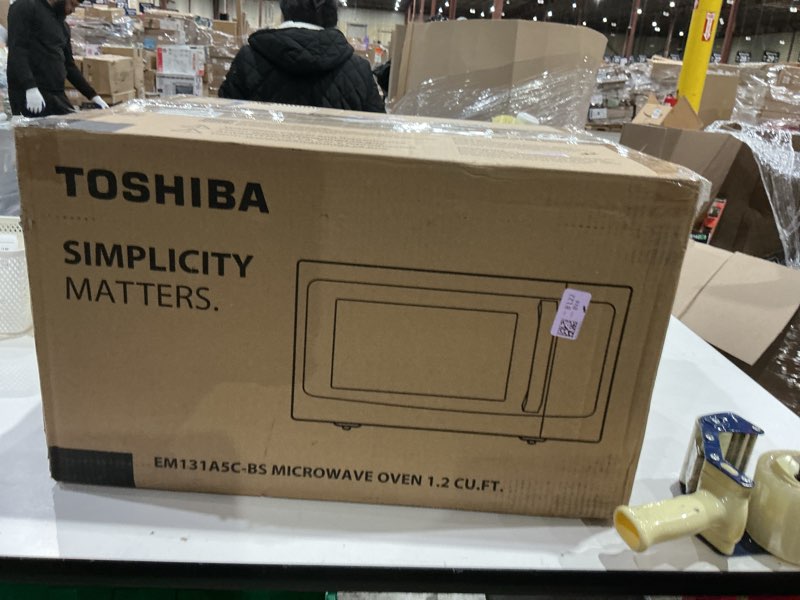 TOSHIBA
SIMPLICITY
MATTERS.
EM131A5C-BS MICROWAVE OVEN 1.2 CU.FT.